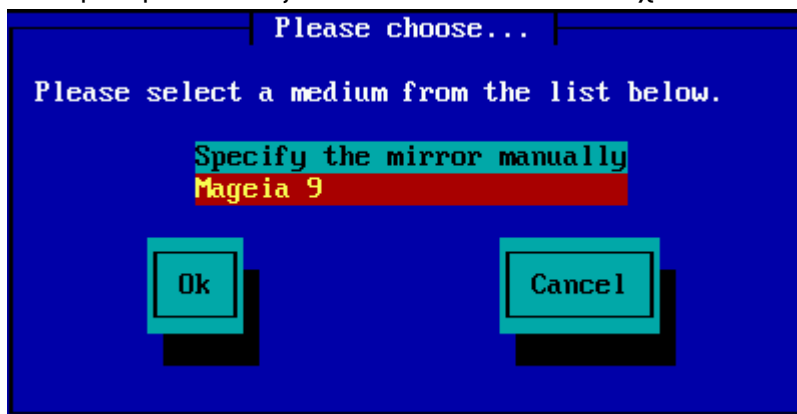 Please choose...
Please select a medium from the list below.
Specify the mirror manually
Mageia 9
Ok
Cancel